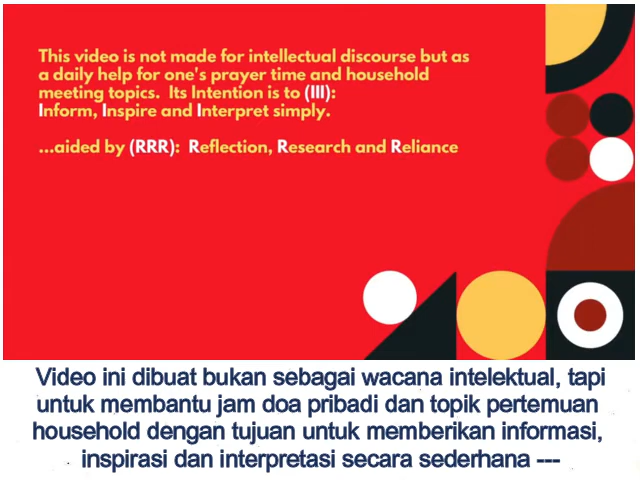 This video is not made for intellectual discourse but as
a daily help for one's prayer time and household
meeting topics.  Its Intention is to (III):
Inform, Inspire and Interpret simply.
...aided by (RRR):  Reflection, Research and Reliance
Video ini dibuat bukan sebagai wacana intelektual, tapi
untuk membantu jam doa pribadi dan topik pertemuan
household dengan tujuan untuk memberikan informasi,
inspirasi dan interpretasi secara sederhana ---